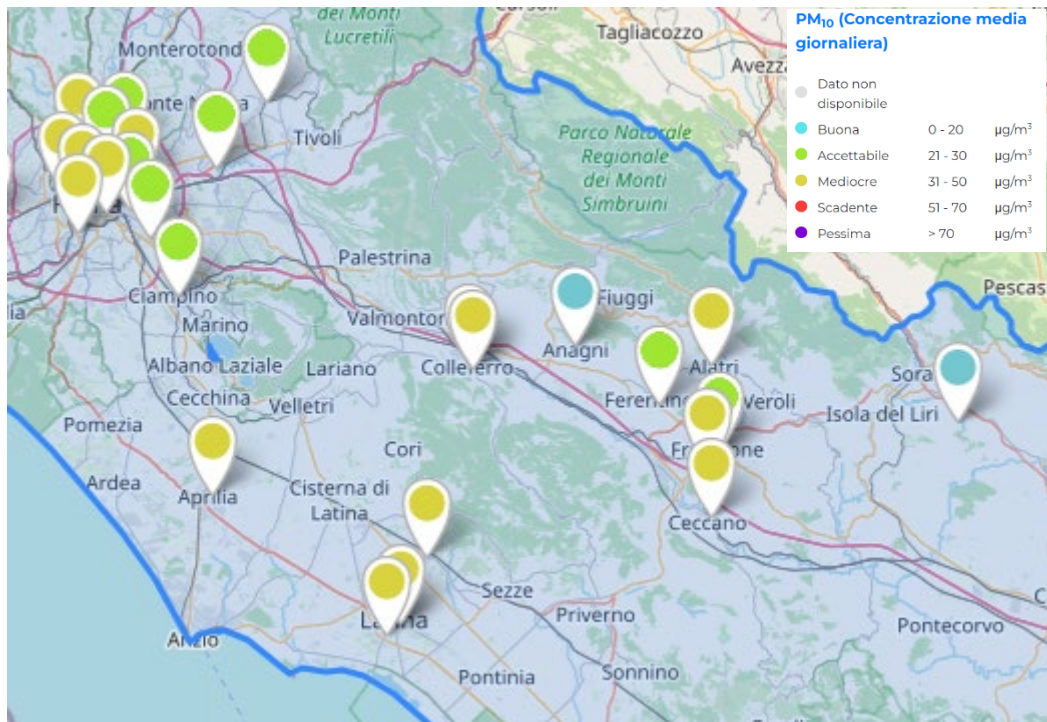 dei Monti
Lucretili
Tagliacozzo
Monterotond
Tivoli
Parco Naturale
Regionale
dei Monti
Simbruini
PM₁₀ (Concentrazione media
giornaliera)
Dato non
disponibile
Buona 0 - 20 µg/m³
Accettabile 21 - 30 µg/m³
Mediocre 31 - 50 µg/m³
Scadente 51 - 70 µg/m³
Pessima > 70 µg/m³
Palestrina
Ciampino
Fiuggi
Pescas
Marino
Valmonton
Anagni
Albano Laziale
Lariano
Colleferro
Alatri
Sora
Cecchina
Velletri
Ferentino
Veroli
Isola del Liri
Pomezia
Cori
Ardea
Aprilia
Cisterna di
Latina
Ceccano
Sezze
Priverno
Pontecorvo
Anzio
Pontinia
Sonnino